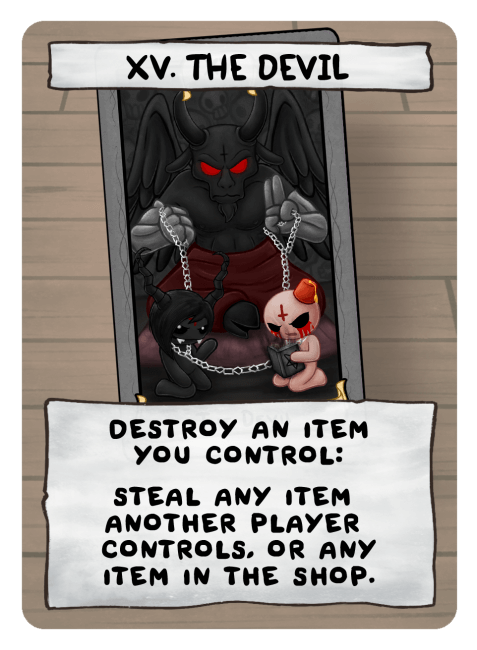 XV. THE DEVIL
DESTROY AN ITEM
YOU CONTROL:
STEAL ANY ITEM
ANOTHER PLAYER
CONTROLS, OR ANY
ITEM IN THE SHOP.